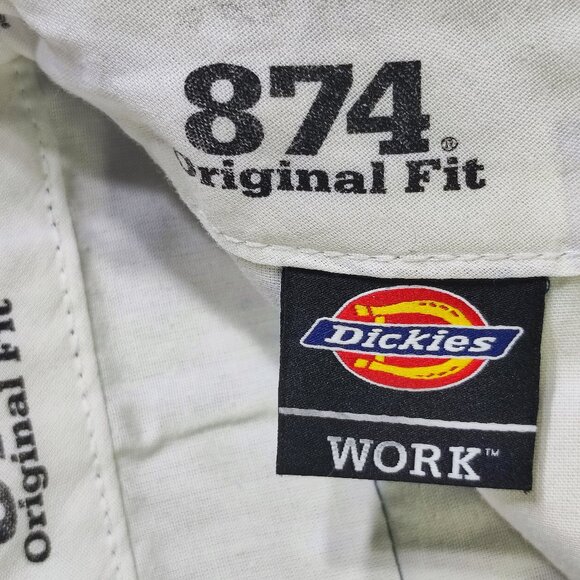 874®
Original Fit
Dickies
WORK™
Original Fit